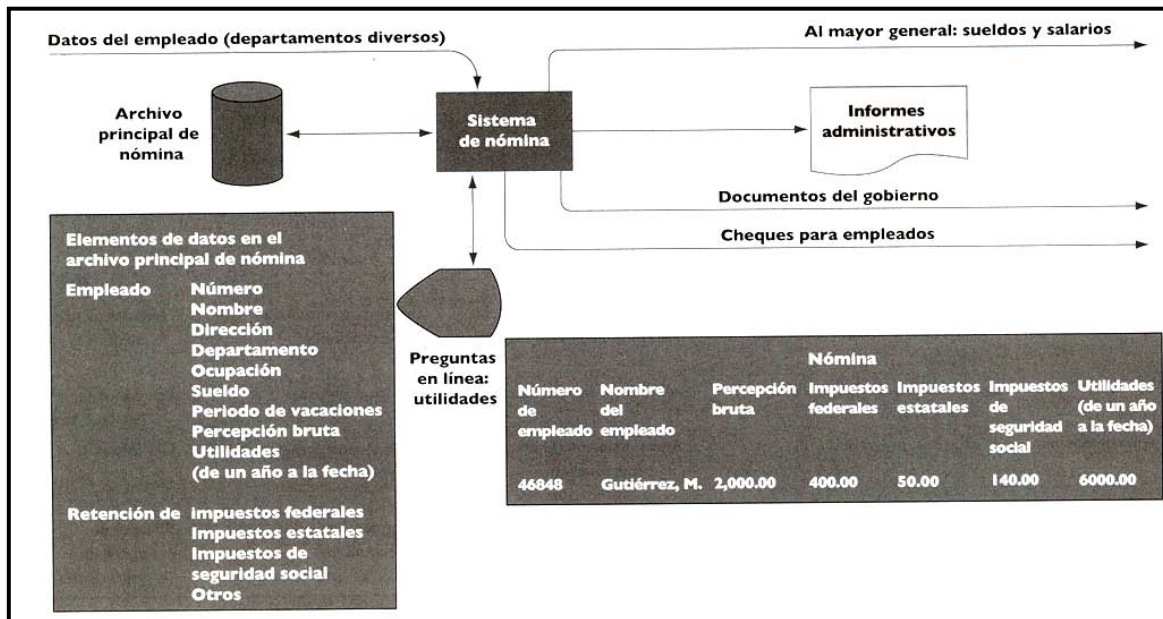 Datos del empleado (departamentos diversos)
Al mayor general: sueldos y salarios
Archivo
principal de
nómina
Sistema
de nómina
Informes
administrativos
Documentos del gobierno
Cheques para empleados
Elementos de datos en el
archivo principal de nómina
Empleado Número
Nombre
Dirección
Departamento
Ocupación
Sueldo
Periodo de vacaciones
Percepción bruta
Utilidades
(de un año a la fecha)
Retención de impuestos federales
Impuestos estatales
Impuestos de
seguridad social
Otros
Preguntas
en línea:
utilidades
Nómina
Número Nombre Percepción Impuestos Impuestos Impuestos Utilidades
de del bruta federales estatales de (de un año
empleado empleado seguridad a la fecha)
social
46848 Gutiérrez, M. 2,000.00 400.00 50.00 140.00 6000.00